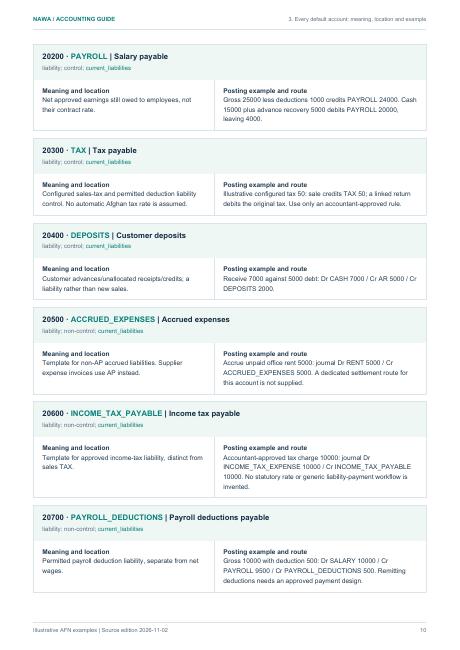 NAWA / ACCOUNTING GUIDE
3. Every default account: meaning, location and example
20200 · PAYROLL | Salary payable
liability; control; current_liabilities
Meaning and location
Net approved earnings still owed to employees, not
their contract rate.
Posting example and route
Gross 25000 less deductions 1000 credits PAYROLL 24000. Cash
15000 plus advance recovery 5000 debits PAYROLL 20000,
leaving 4000.
20300 · TAX | Tax payable
liability; control; current_liabilities
Meaning and location
Configured sales-tax and permitted deduction liability
control. No automatic Afghan tax rate is assumed.
Posting example and route
Illustrative configured tax 50: sale credits TAX 50; a linked return
debits the original tax. Use only an accountant-approved rule.
20400 · DEPOSITS | Customer deposits
liability; control; current_liabilities
Meaning and location
Customer advances/unallocated receipts/credits; a
liability rather than new sales.
Posting example and route
Receive 7000 against 5000 debt: Dr CASH 7000 / Cr AR 5000 / Cr
DEPOSITS 2000.
20500 · ACCRUED_EXPENSES | Accrued expenses
liability; non-control; current_liabilities
Meaning and location
Template for non-AP accrued liabilities. Supplier
expense invoices use AP instead.
Posting example and route
Accrue unpaid office rent 5000: journal Dr RENT 5000 / Cr
ACCRUED_EXPENSES 5000. A dedicated settlement route for
this account is not supplied.
20600 · INCOME_TAX_PAYABLE | Income tax payable
liability; non-control; current_liabilities
Meaning and location
Template for approved income-tax liability, distinct from
sales TAX.
Posting example and route
Accountant-approved tax charge 10000: journal Dr
INCOME_TAX_EXPENSE 10000 / Cr INCOME_TAX_PAYABLE
10000. No statutory rate or generic liability-payment workflow is
invented.
20700 · PAYROLL_DEDUCTIONS | Payroll deductions payable
liability; non-control; current_liabilities
Meaning and location
Permitted payroll deduction liability, separate from net
wages.
Posting example and route
Gross 10000 with deduction 500: Dr SALARY 10000 / Cr
PAYROLL 9500 / Cr PAYROLL_DEDUCTIONS 500. Remitting
deductions needs an approved payment design.
Illustrative AFN examples | Source edition 2026-11-02
10